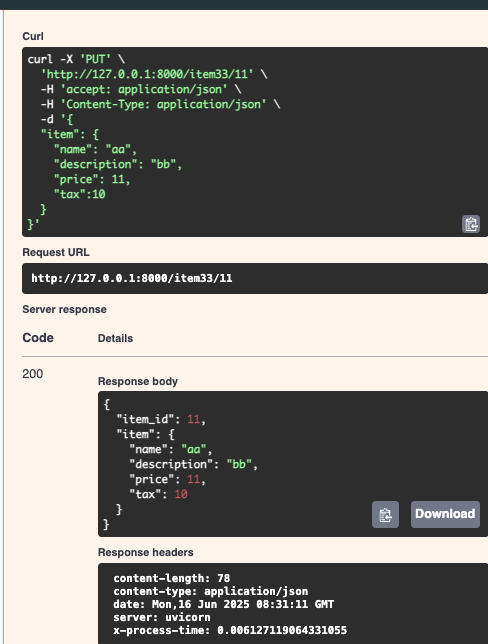 Curl
curl -X 'PUT' \
  'http://127.0.0.1:8000/item33/11' \
  -H 'accept: application/json' \
  -H 'Content-Type: application/json' \
  -d '{
  "item": {
    "name": "aa",
    "description": "bb",
    "price": 11,
    "tax":10
  }
}'
Request URL
http://127.0.0.1:8000/item33/11
Server response
Code Details
200
Response body
{
  "item_id": 11,
  "item": {
    "name": "aa",
    "description": "bb",
    "price": 11,
    "tax": 10
  }
}
Download
Response headers
content-length: 78
content-type: application/json
date: Mon,16 Jun 2025 08:31:11 GMT
server: uvicorn
x-process-time: 0.006127119064331055